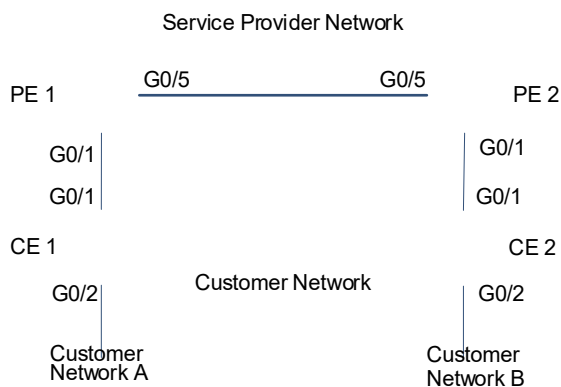 Service Provider Network
G0/5 G0/5
PE 1 PE 2
G0/1 G0/1
G0/1 G0/1
CE 1 CE 2
Customer Network
G0/2 G0/2
Customer
Network A
Customer
Network B